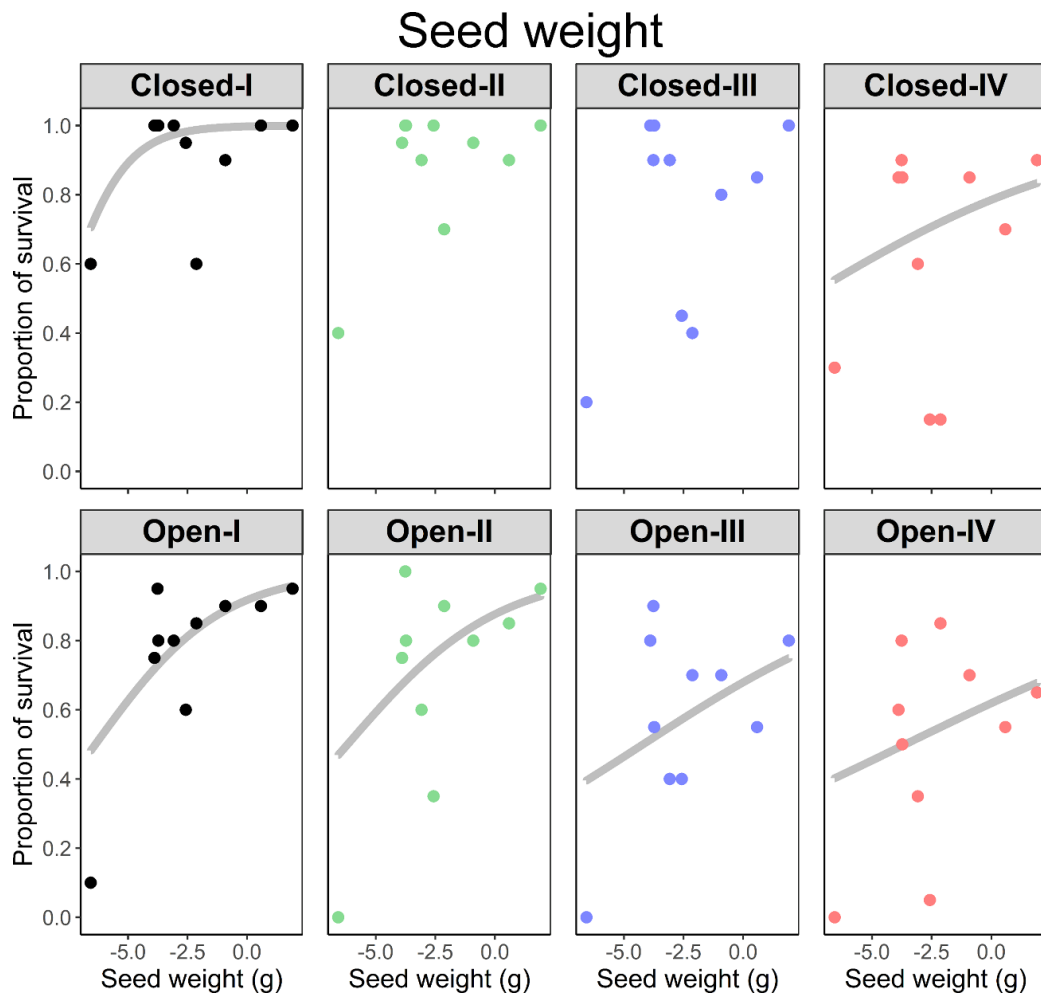 Seed weight
Closed-I Closed-II Closed-III Closed-IV
Proportion of survival
1.0
0.8
0.6
0.4
0.2
0.0
Open-I Open-II Open-III Open-IV
Proportion of survival
1.0
0.8
0.6
0.4
0.2
0.0
-5.0 -2.5 0.0 -5.0 -2.5 0.0 -5.0 -2.5 0.0 -5.0 -2.5 0.0
Seed weight (g) Seed weight (g) Seed weight (g) Seed weight (g)